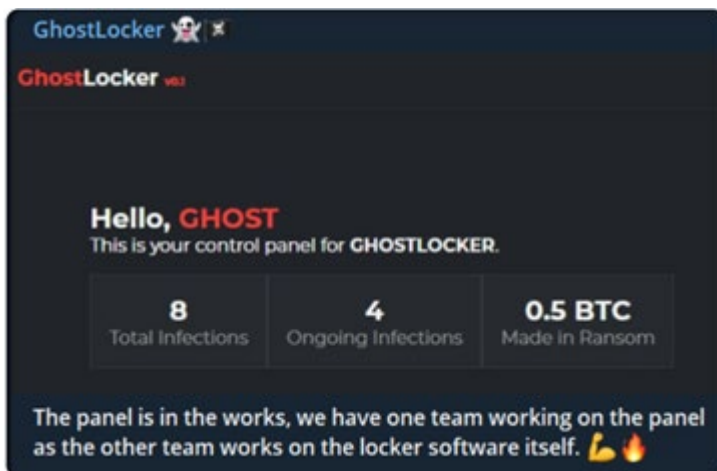 GhostLocker 👻
GhostLocker v0.1
Hello, GHOST
This is your control panel for GHOSTLOCKER.
8 4 0.5 BTC
Total Infections Ongoing Infections Made in Ransom
The panel is in the works, we have one team working on the panel
as the other team works on the locker software itself. 💪🔥